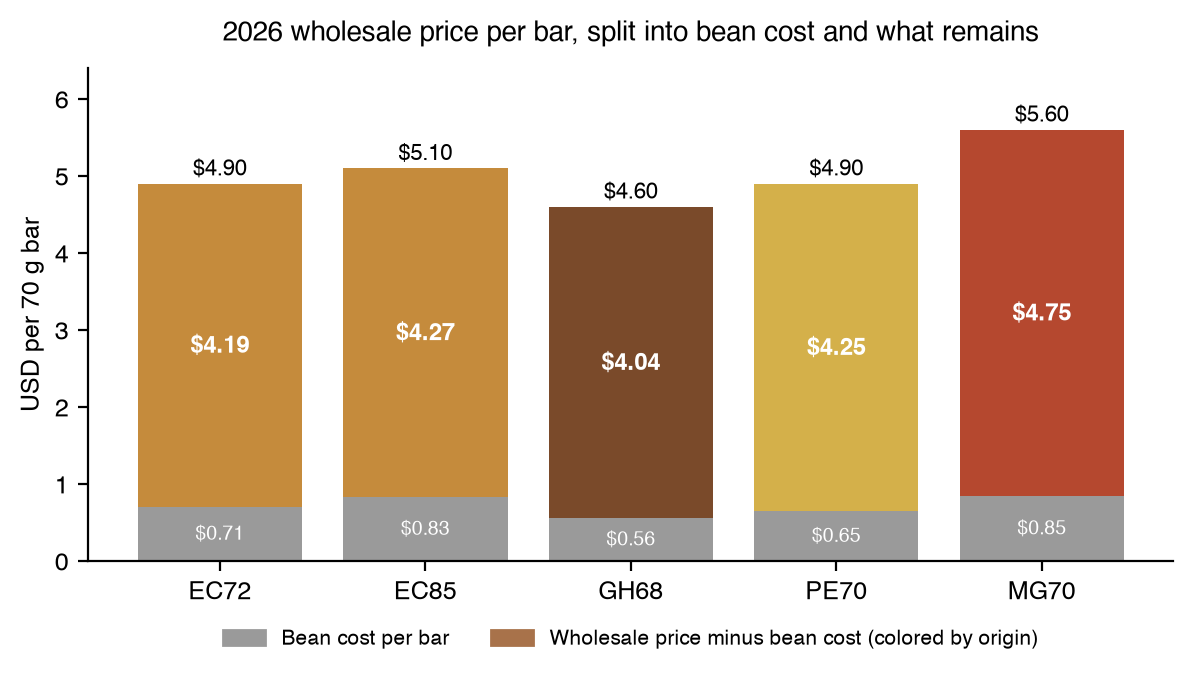 2026 wholesale price per bar, split into bean cost and what remains
USD per 70 g bar
6
5
4
3
2
1
0
$4.90
$5.10
$4.60
$4.90
$5.60
$4.19
$4.27
$4.04
$4.25
$4.75
$0.71
$0.83
$0.56
$0.65
$0.85
EC72
EC85
GH68
PE70
MG70
Bean cost per bar
Wholesale price minus bean cost (colored by origin)